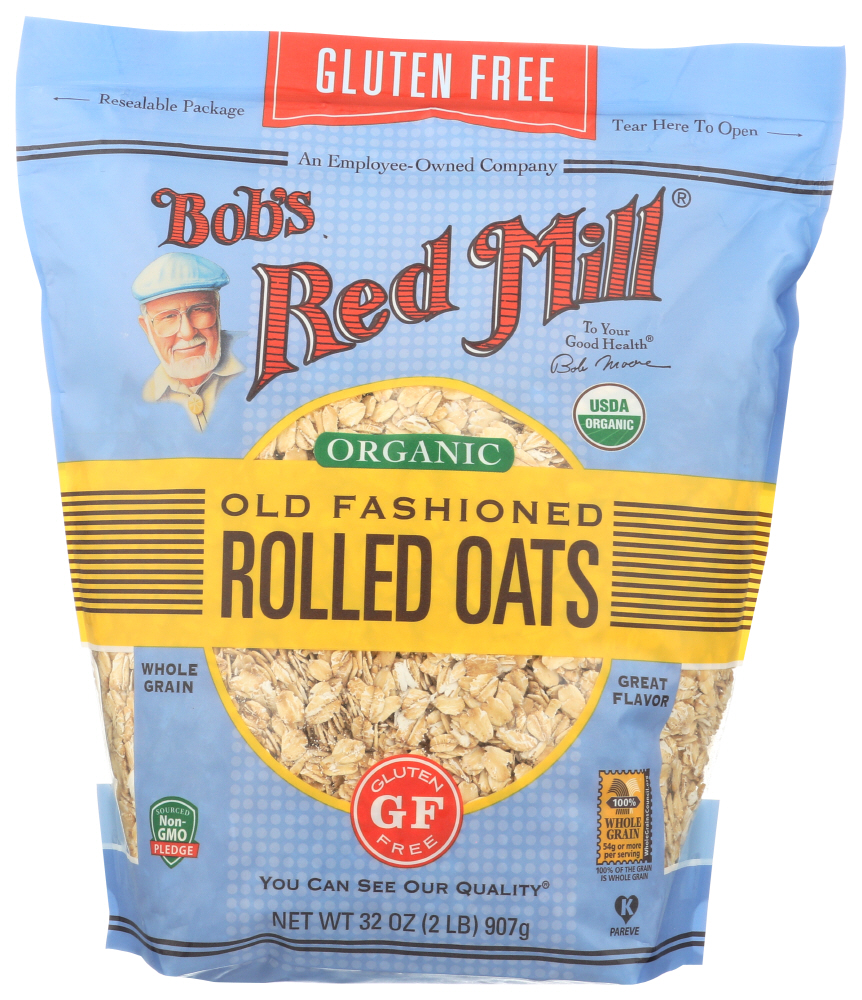 GLUTEN FREE
Resealable Package
Tear Here To Open
An Employee-Owned Company
Bob's
Red Mill®
To Your
Good Health®
Bob Moore
USDA
ORGANIC
ORGANIC
OLD FASHIONED
ROLLED OATS
WHOLE
GRAIN
GREAT
FLAVOR
GLUTEN
GF
FREE
SOURCED
Non-
GMO
PLEDGE
100%
WHOLE
GRAIN
54g or more
per serving
WholeGrainsCouncil.org
100% OF THE GRAIN
IS WHOLE GRAIN
YOU CAN SEE OUR QUALITY®
K
PAREVE
NET WT 32 OZ (2 LB) 907g